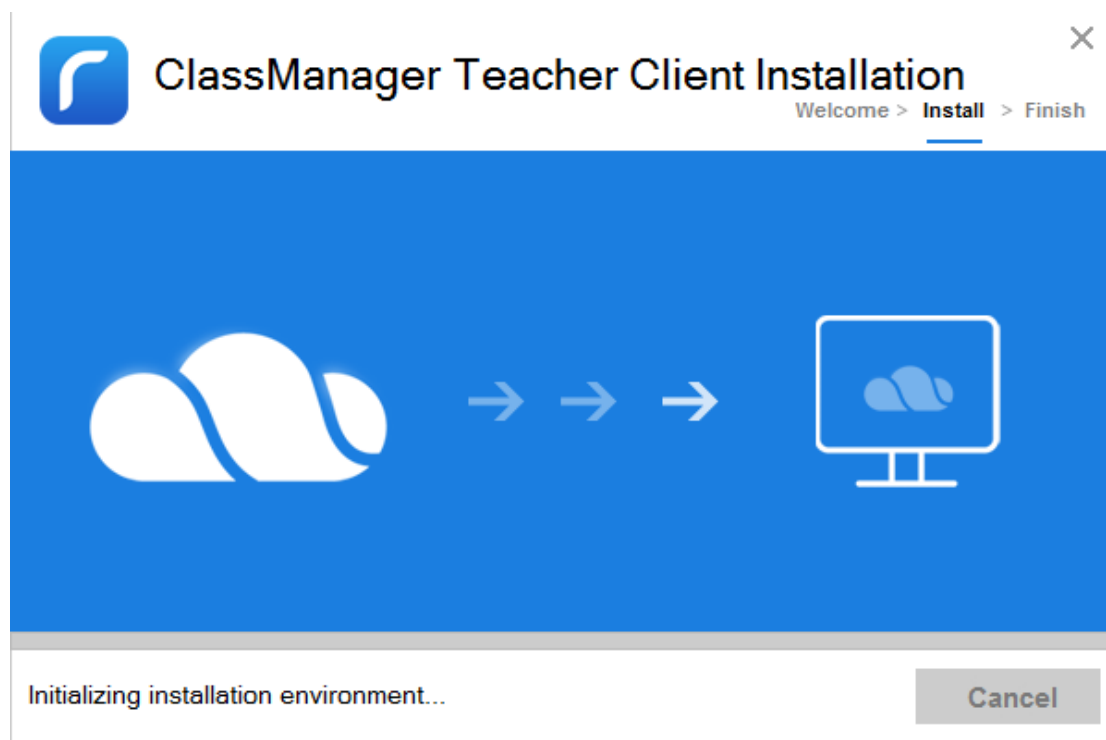 ClassManager Teacher Client Installation
Welcome > Install > Finish
Initializing installation environment...
Cancel